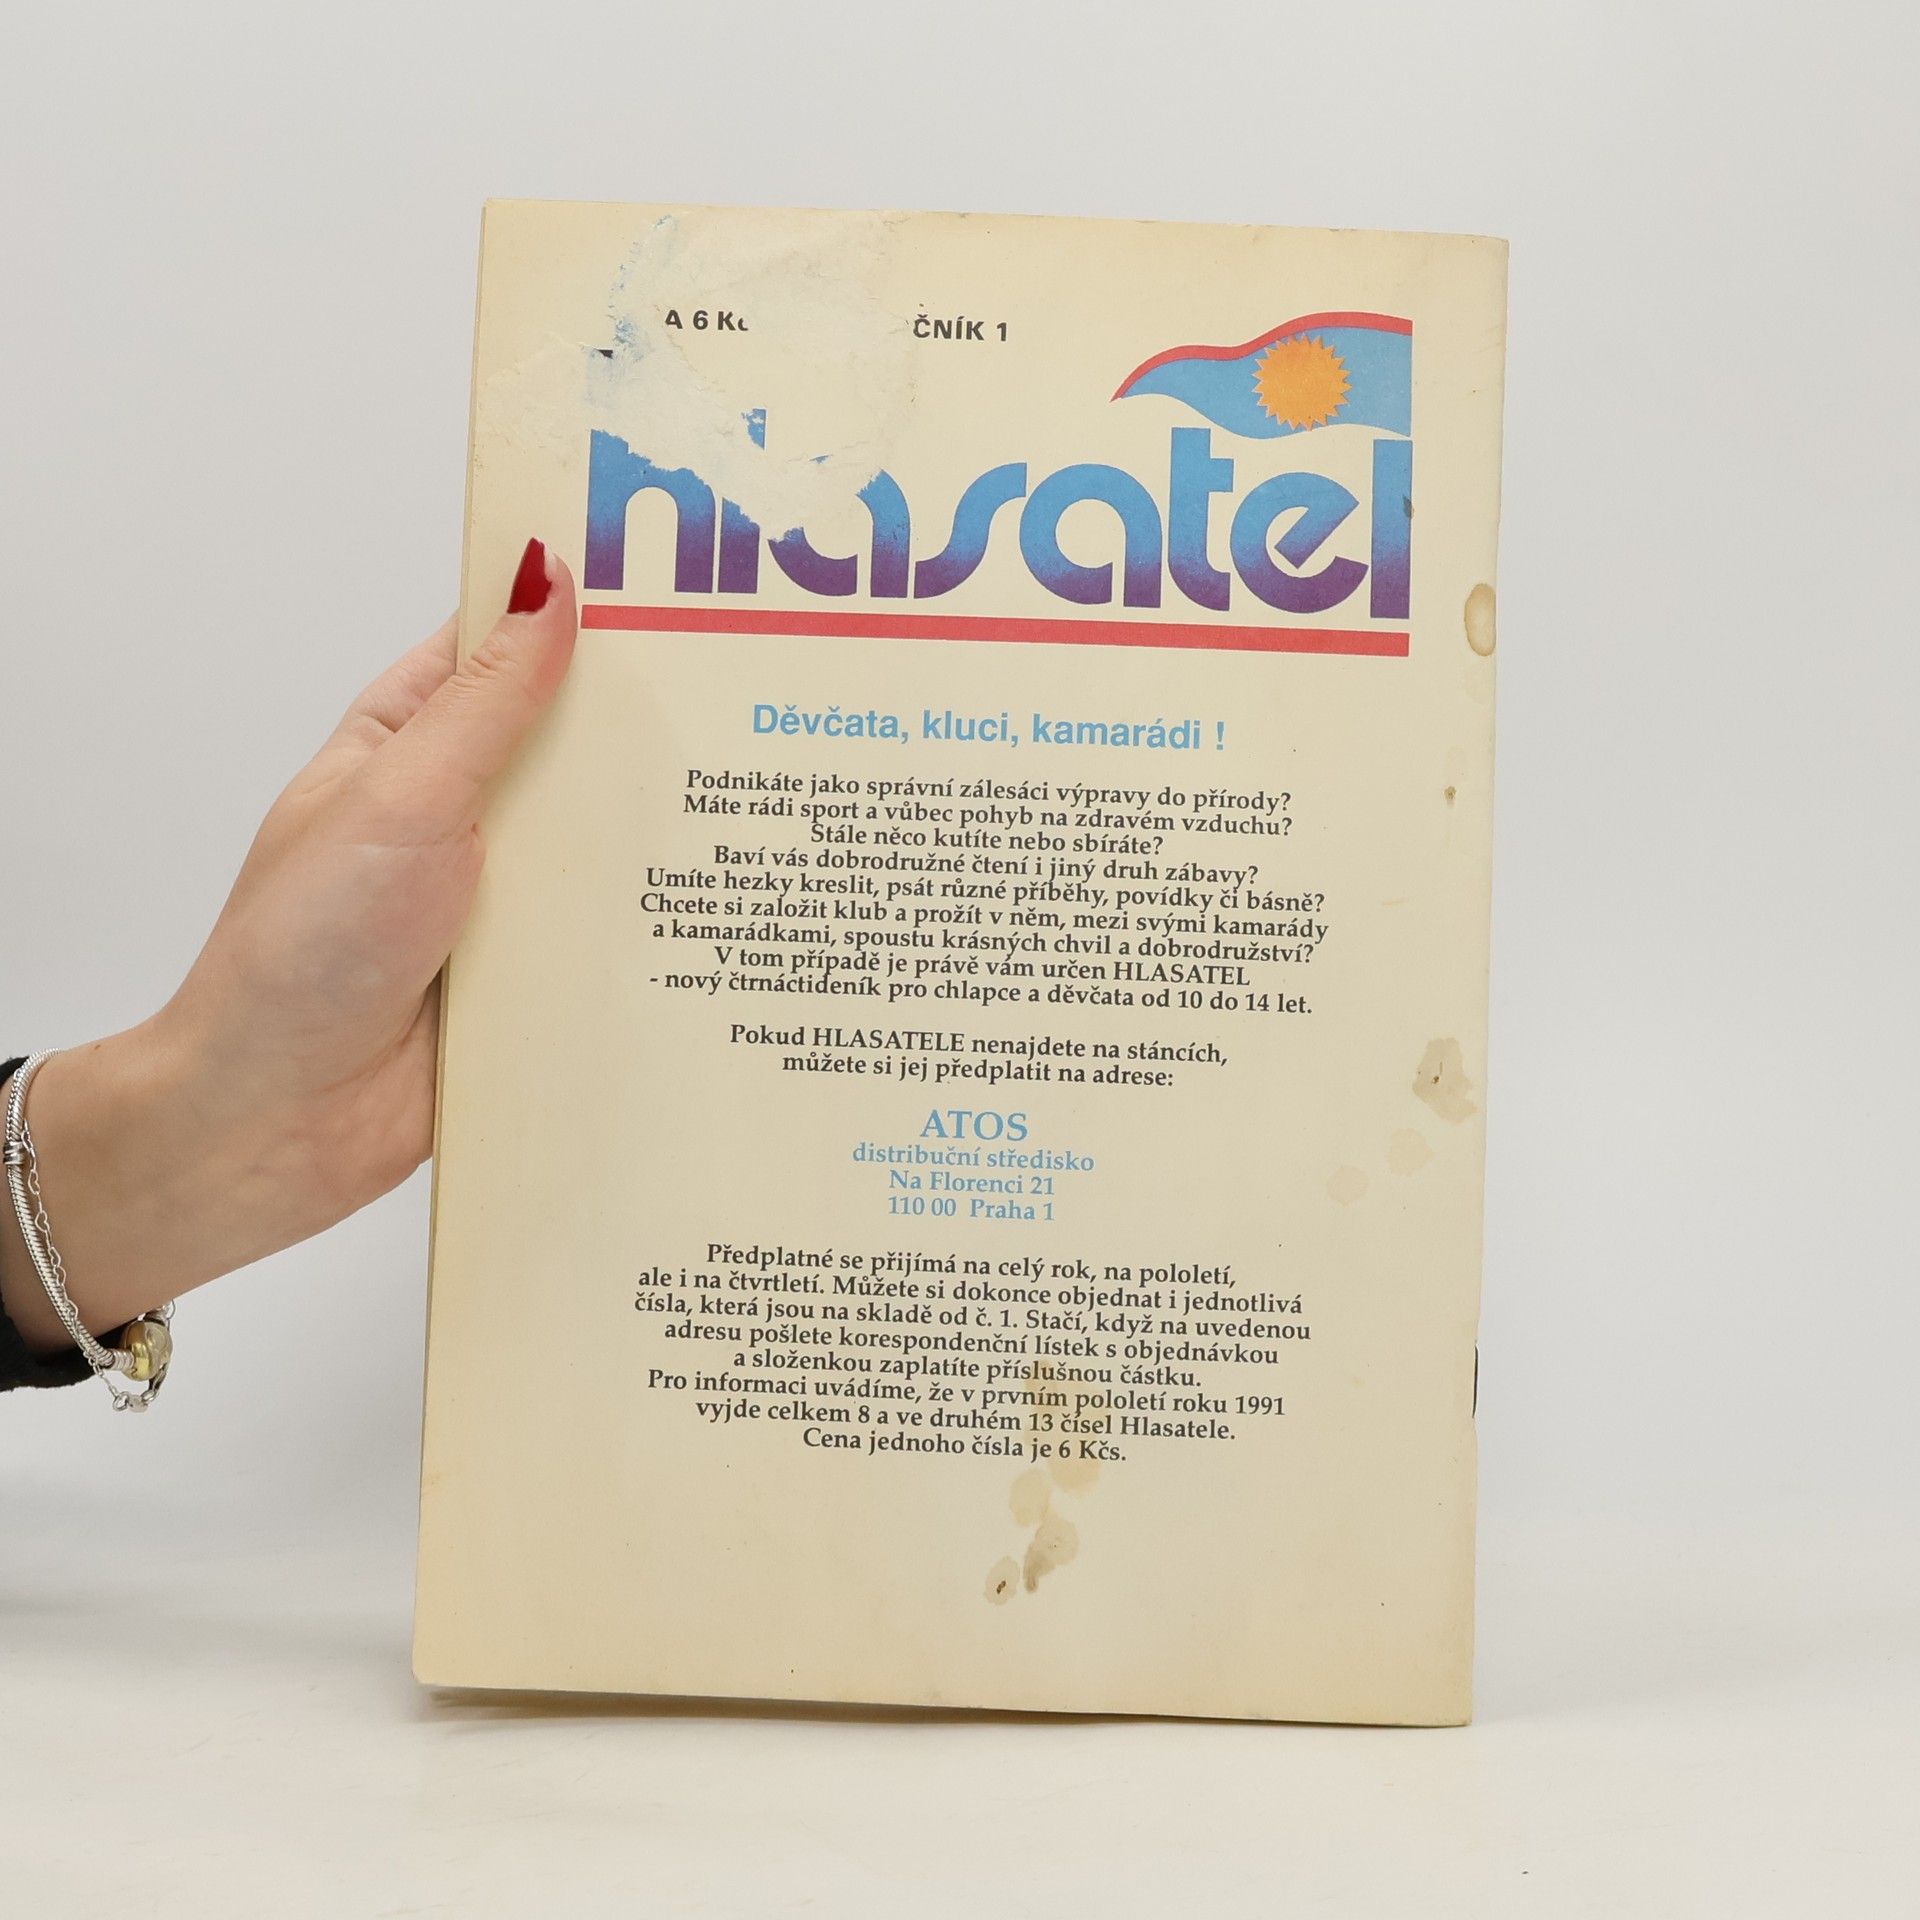 A 6 Kč ČNÍK 1
hlasatel
Děvčata, kluci, kamarádi !
Podnikáte jako správní zálesáci výpravy do přírody?
Máte rádi sport a vůbec pohyb na zdravém vzduchu?
Stále něco kutíte nebo sbíráte?
Baví vás dobrodružné čtení i jiný druh zábavy?
Umíte hezky kreslit, psát různé příběhy, povídky či básně?
Chcete si založit klub a prožít v něm, mezi svými kamarády
a kamarádkami, spoustu krásných chvil a dobrodružství?
V tom případě je právě vám určen HLASATEL
- nový čtrnáctideník pro chlapce a děvčata od 10 do 14 let.
Pokud HLASATELE nenajdete na stáncích,
můžete si jej předplatit na adrese:
ATOS
distribuční středisko
Na Florenci 21
110 00 Praha 1
Předplatné se přijímá na celý rok, na pololetí,
ale i na čtvrtletí. Můžete si dokonce objednat i jednotlivá
čísla, která jsou na skladě od č. 1. Stačí, když na uvedenou
adresu pošlete korespondenční lístek s objednávkou
a složenkou zaplatíte příslušnou částku.
Pro informaci uvádíme, že v prvním pololetí roku 1991
vyjde celkem 8 a ve druhém 13 čísel Hlasatele.
Cena jednoho čísla je 6 Kčs.